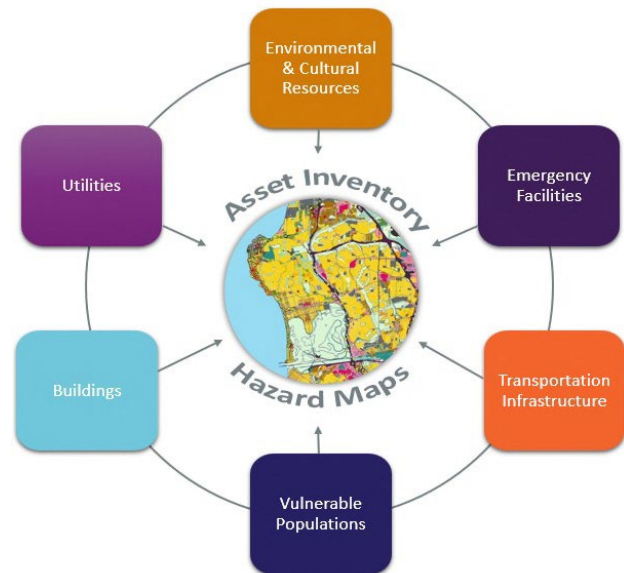 Environmental
& Cultural
Resources
Utilities
Emergency
Facilities
Asset Inventory
Hazard Maps
Buildings
Transportation
Infrastructure
Vulnerable
Populations